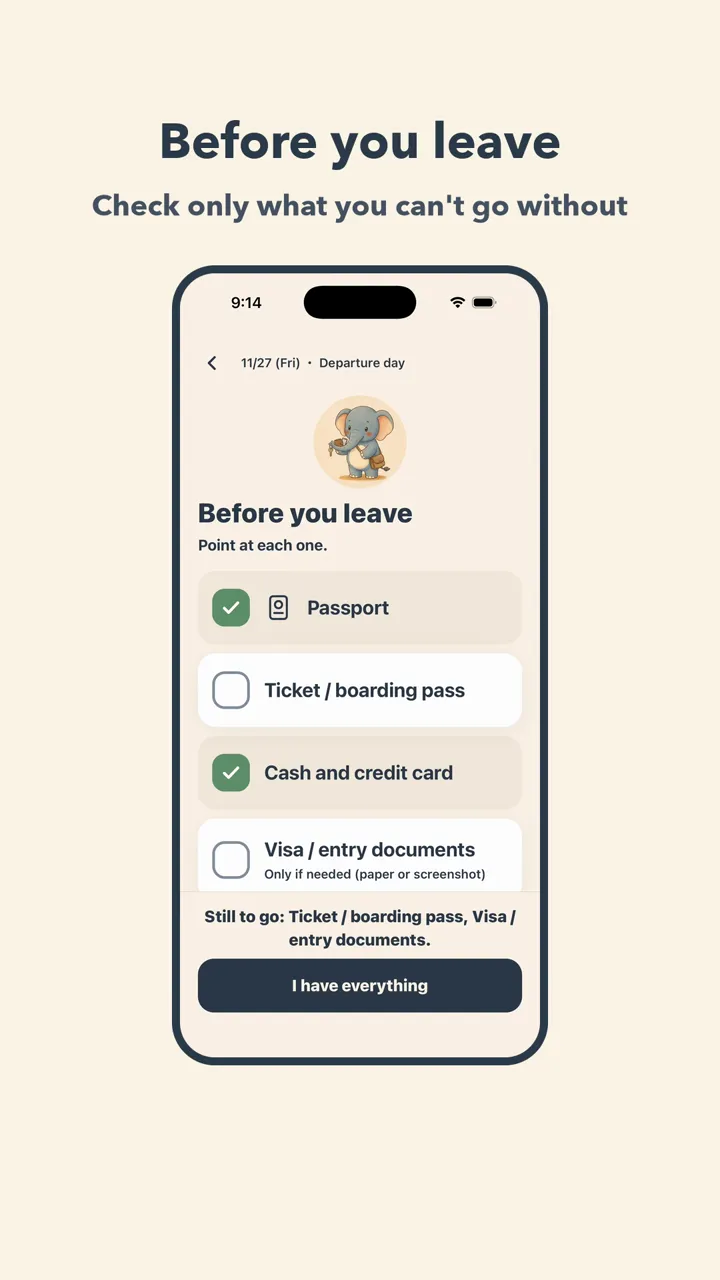 Before you leave
Check only what you can't go without
9:14
11/27 (Fri) • Departure day
Before you leave
Point at each one.
Passport
Ticket / boarding pass
Cash and credit card
Visa / entry documents
Only if needed (paper or screenshot)
Still to go: Ticket / boarding pass, Visa /
entry documents.
I have everything